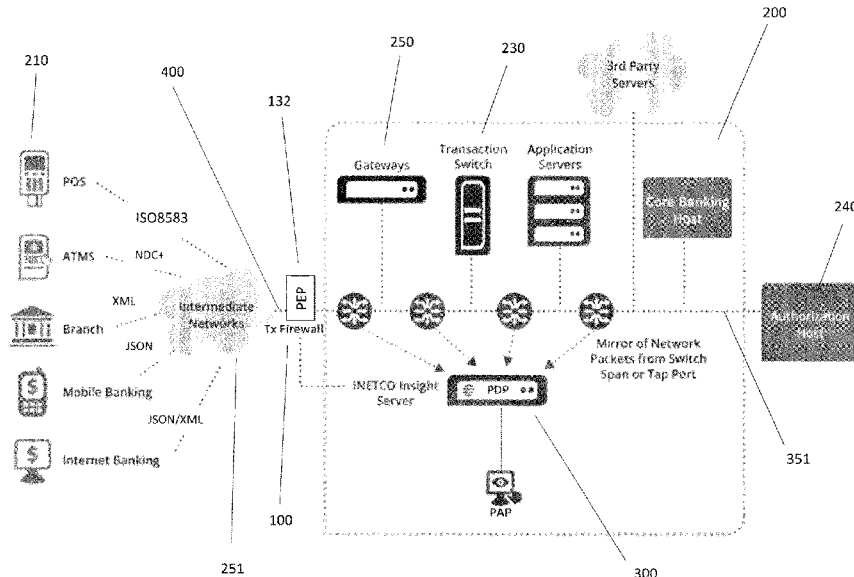 200
250
230
210
3rd Party
Servers
400
132
Transaction
Switch
Application
Servers
Gateways
POS
ISO8583
Core Banking
Host
240
ATMS
NDC+
PEP
XML
Intermediate
Networks
Authorization
Host
Branch
Tx Firewall
JSON
Mirror of Network
Packets from Switch
Span or Tap Port
INETCO Insight
Server
PDP
Mobile Banking
JSON/XML
351
Internet Banking
100
PAP
251
300